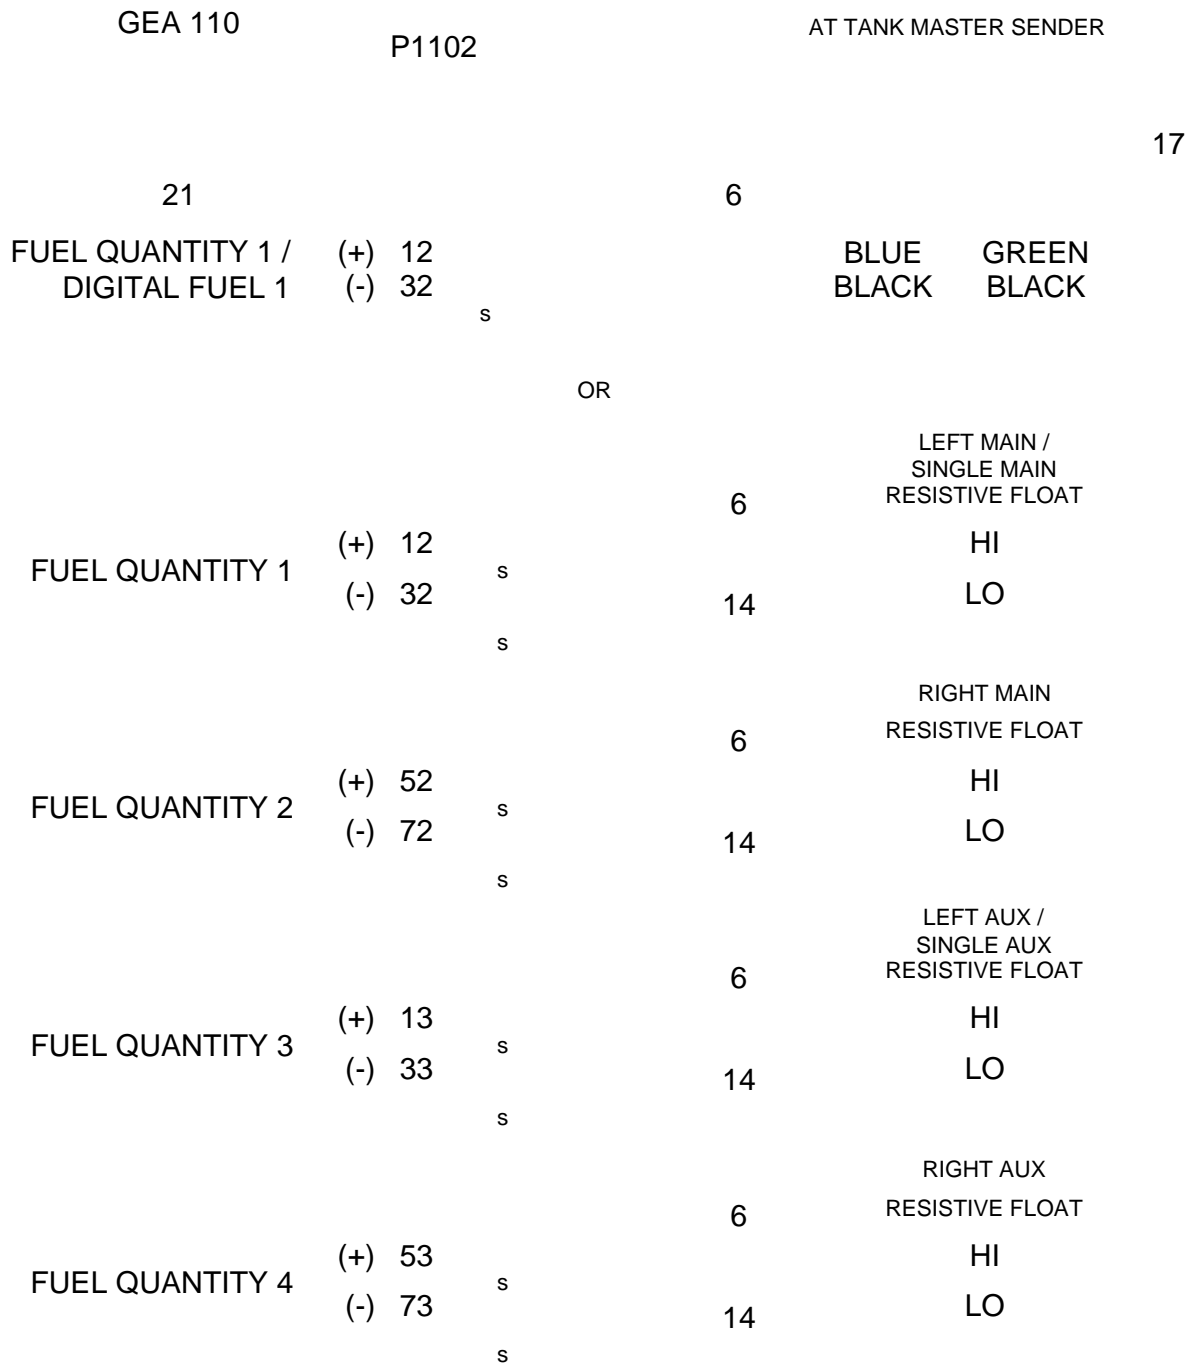 GEA 110
P1102
AT TANK MASTER SENDER
17
21
6
FUEL QUANTITY 1 / (+) 12 BLUE GREEN
DIGITAL FUEL 1 (-) 32 BLACK BLACK
s
OR
LEFT MAIN /
SINGLE MAIN
RESISTIVE FLOAT
6
(+) 12 HI
FUEL QUANTITY 1 s
(-) 32 LO
14
s
RIGHT MAIN
RESISTIVE FLOAT
6
(+) 52 HI
FUEL QUANTITY 2 s
(-) 72 LO
14
s
LEFT AUX /
SINGLE AUX
RESISTIVE FLOAT
6
(+) 13 HI
FUEL QUANTITY 3 s
(-) 33 LO
14
s
RIGHT AUX
RESISTIVE FLOAT
6
(+) 53 HI
FUEL QUANTITY 4 s
(-) 73 LO
14
s